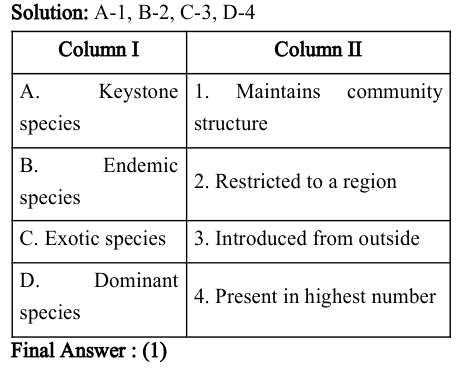 Solution: A-1, B-2, C-3, D-4
Column I Column II
A. Keystone species 1. Maintains community structure
B. Endemic species 2. Restricted to a region
C. Exotic species 3. Introduced from outside
D. Dominant species 4. Present in highest number
Final Answer : (1)